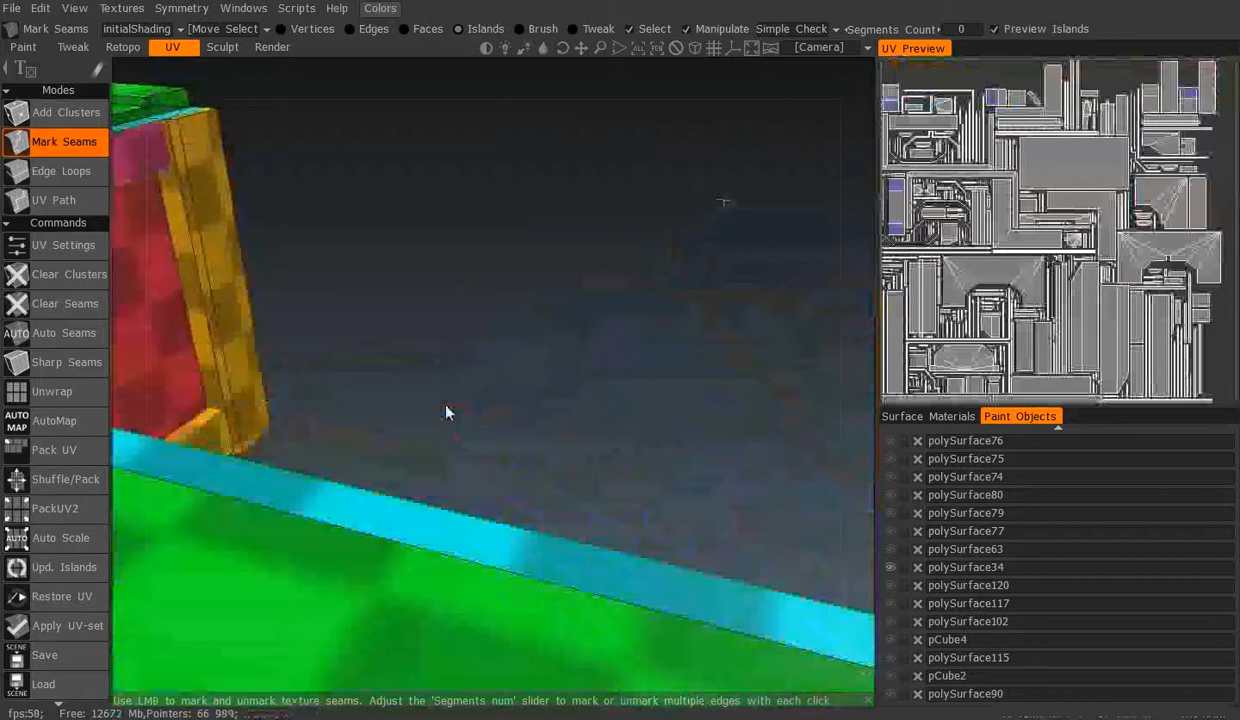 File Edit View Textures Symmetry Windows Scripts Help Colors
Mark Seams initialShading [Move Select Vertices Edges Faces Islands Brush Tweak Select Manipulate Simple Check Segments Count 0 Preview Islands
Paint Tweak Retopo UV Sculpt Render [Camera] UV Preview
Modes
Add Clusters
Mark Seams
Edge Loops
UV Path
Commands
UV Settings
Clear Clusters
Clear Seams
AUTO Auto Seams
Sharp Seams
Unwrap
AUTO MAP AutoMap
Pack UV
Shuffle/Pack
PackUV2
AUTO Auto Scale
Upd. Islands
Restore UV
Apply UV-set
SCENE Save
SCENE Load
Surface Materials Paint Objects
polySurface76
polySurface75
polySurface74
polySurface80
polySurface79
polySurface77
polySurface63
polySurface34
polySurface120
polySurface117
polySurface102
pCube4
polySurface115
pCube2
polySurface90
Use LMB to mark and unmark texture seams. Adjust the 'Segments num' slider to mark or unmark multiple edges with each click
fps:58; Free: 12672 Mb,Pointers: 66 989;